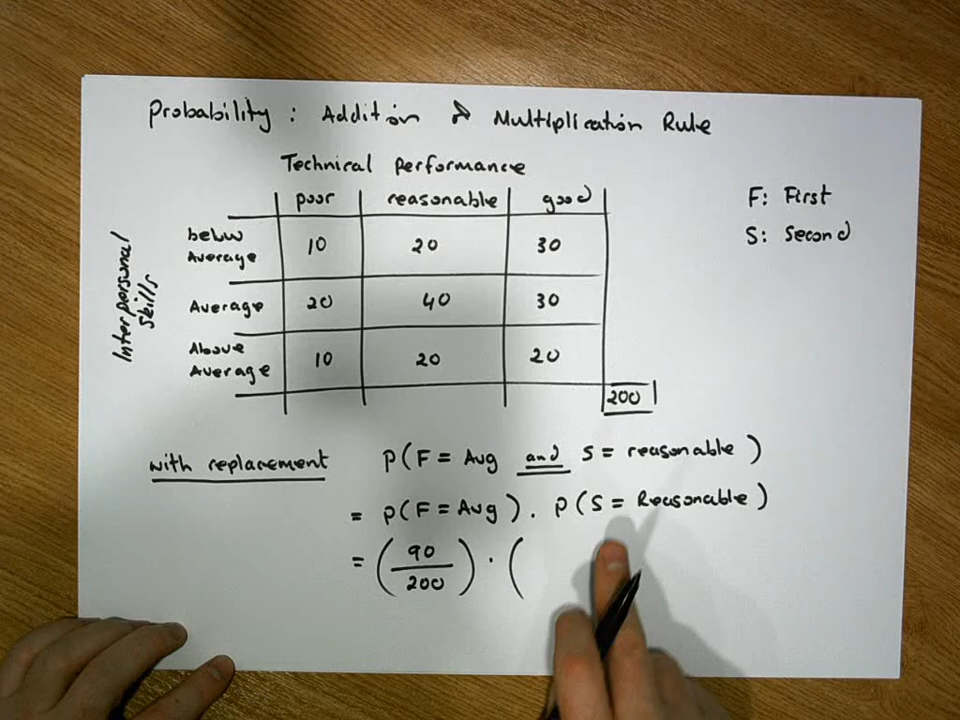 Probability : Addition & Multiplication Rule
Technical Performance
poor reasonable good
F: First
S: Second
Interpersonal Skills
below Average 10 20 30
Average 20 40 30
Above Average 10 20 20
200
with replacement P(F = Avg and S = reasonable)
= P(F = Avg). P(S = Reasonable)
= (90/200) · (